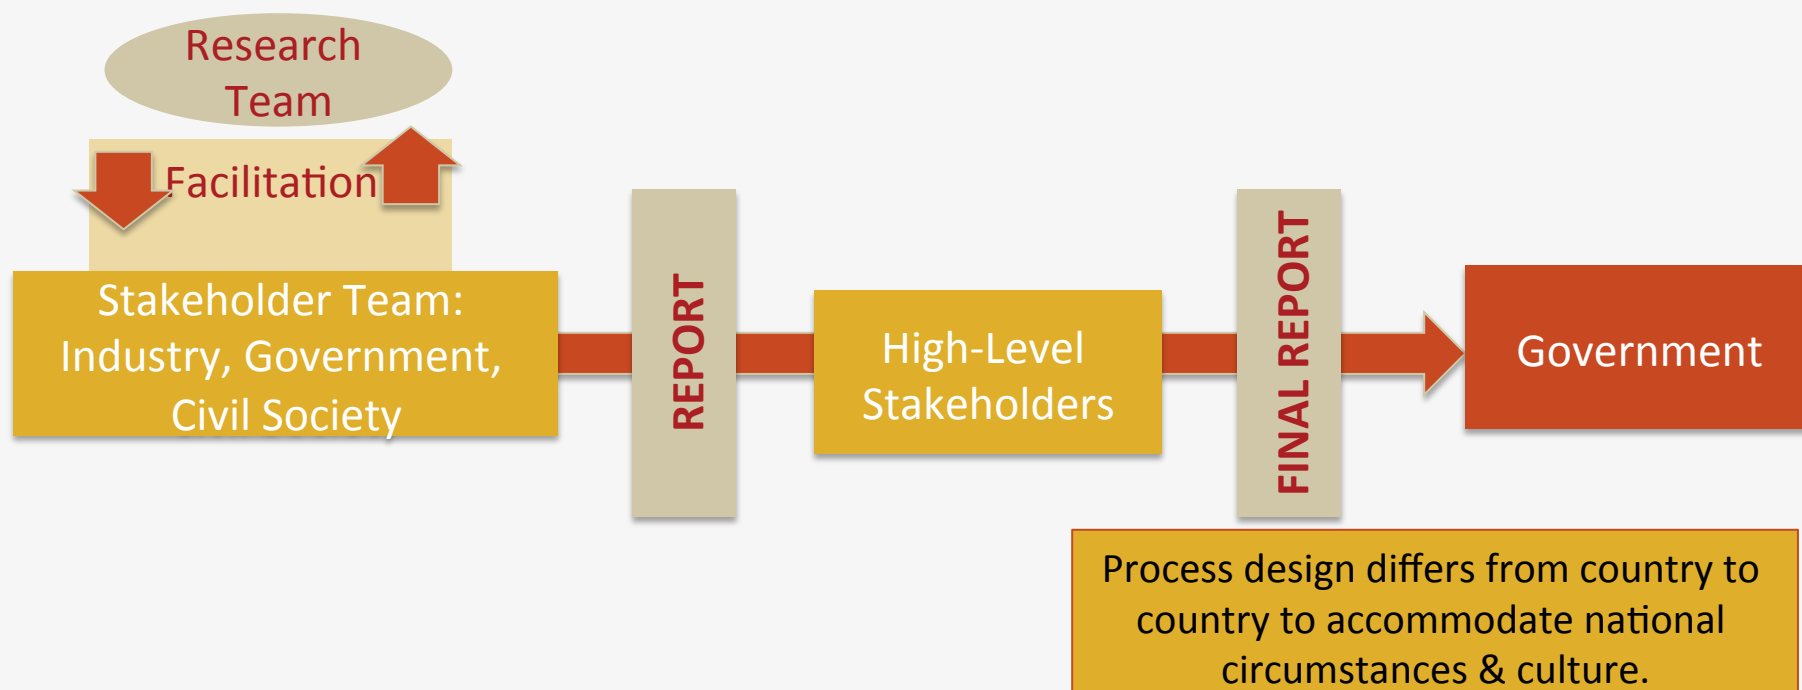 Research
Team
Facilitation
Stakeholder Team:
Industry, Government,
Civil Society
REPORT
High-Level
Stakeholders
FINAL REPORT
Government
Process design differs from country to
country to accommodate national
circumstances & culture.